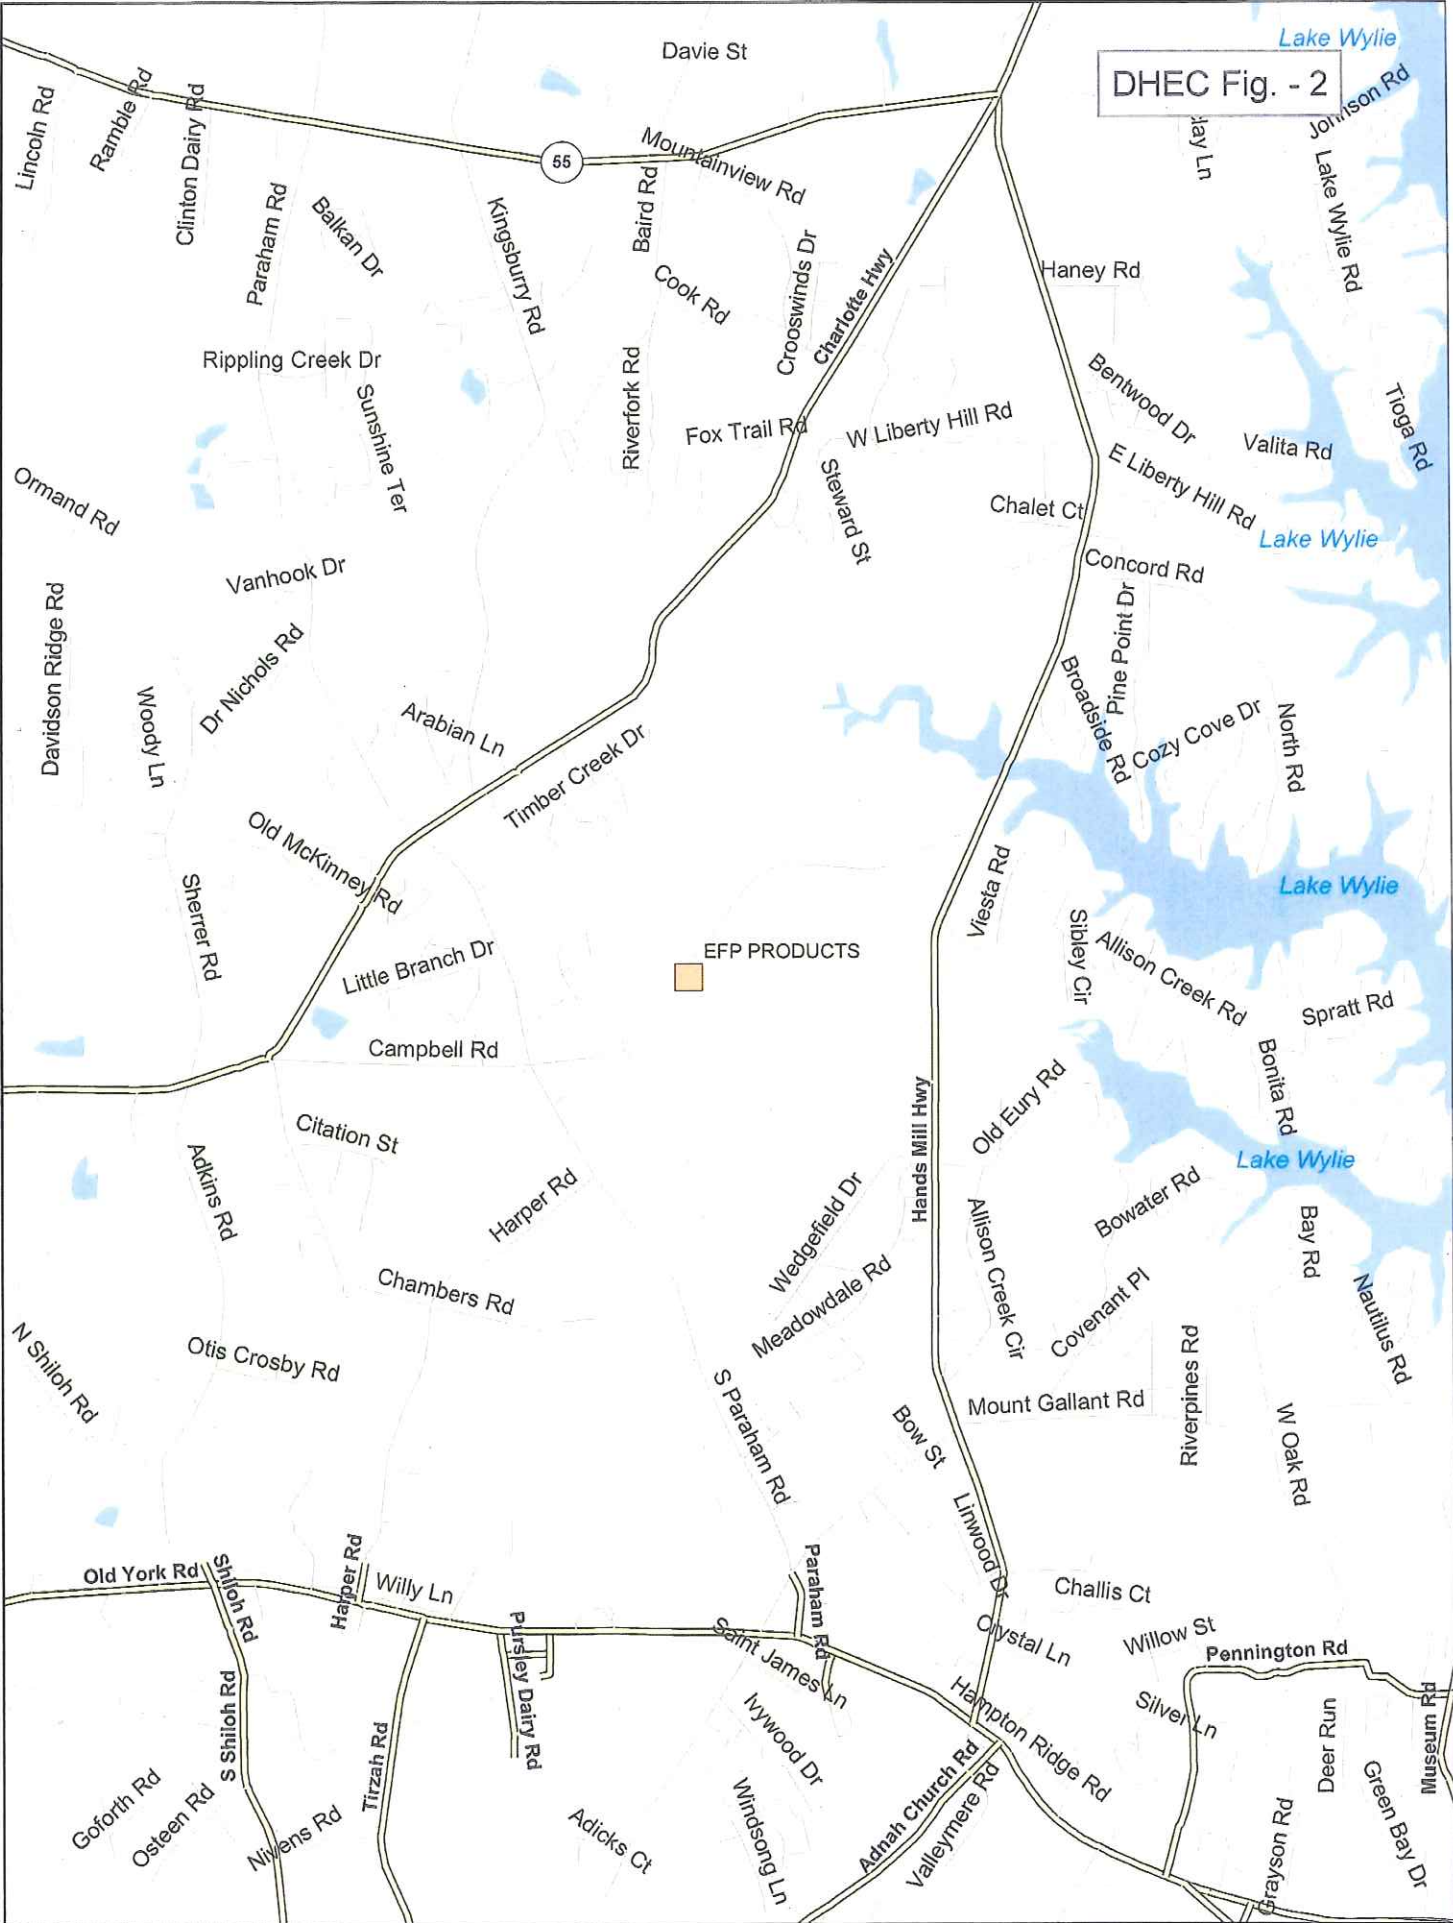 Lake Wylie
Davie St
DHEC Fig. - 2
Johnson Rd
Lincoln Rd
Ramble Rd
Clinton Dairy Rd
55
Mountainview Rd
Lake Wylie Rd
Paraham Rd
Balkan Dr
Kingsburry Rd
Baird Rd
Cook Rd
Crooswinds Dr
Charlotte Hwy
Haney Rd
Rippling Creek Dr
Sunshine Ter
Riverfork Rd
Fox Trail Rd
W Liberty Hill Rd
Bentwood Dr
Valita Rd
Tioga Rd
Ormand Rd
Steward St
Chalet Ct
E Liberty Hill Rd
Lake Wylie
Vanhook Dr
Concord Rd
Davidson Ridge Rd
Woody Ln
Dr Nichols Rd
Arabian Ln
Timber Creek Dr
Pine Point Dr
Broadside Rd
Cozy Cove Dr
North Rd
Old McKinney Rd
Sherrer Rd
Little Branch Dr
EFP PRODUCTS
Viesta Rd
Sibley Cir
Allison Creek Rd
Lake Wylie
Spratt Rd
Campbell Rd
Bonita Rd
Citation St
Adkins Rd
Harper Rd
Hands Mill Hwy
Old Eury Rd
Lake Wylie
Wedgefield Dr
Bowater Rd
Bay Rd
Chambers Rd
Meadowdale Rd
Allison Creek Cir
Covenant Pl
Nautilus Rd
N Shiloh Rd
Otis Crosby Rd
S Paraham Rd
Bow St
Mount Gallant Rd
Riverpines Rd
W Oak Rd
Linwood Dr
Old York Rd
Shiloh Rd
Harper Rd
Willy Ln
Pursley Dairy Rd
Paraham Rd
Saint James Ln
Challis Ct
Crystal Ln
Willow St
Pennington Rd
S Shiloh Rd
Tirzah Rd
Ivywood Dr
Hampton Ridge Rd
Silver Ln
Deer Run
Museum Rd
Goforth Rd
Osteen Rd
Nivens Rd
Adicks Ct
Windsong Ln
Adnah Church Rd
Valleymere Rd
Grayson Rd
Green Bay Dr